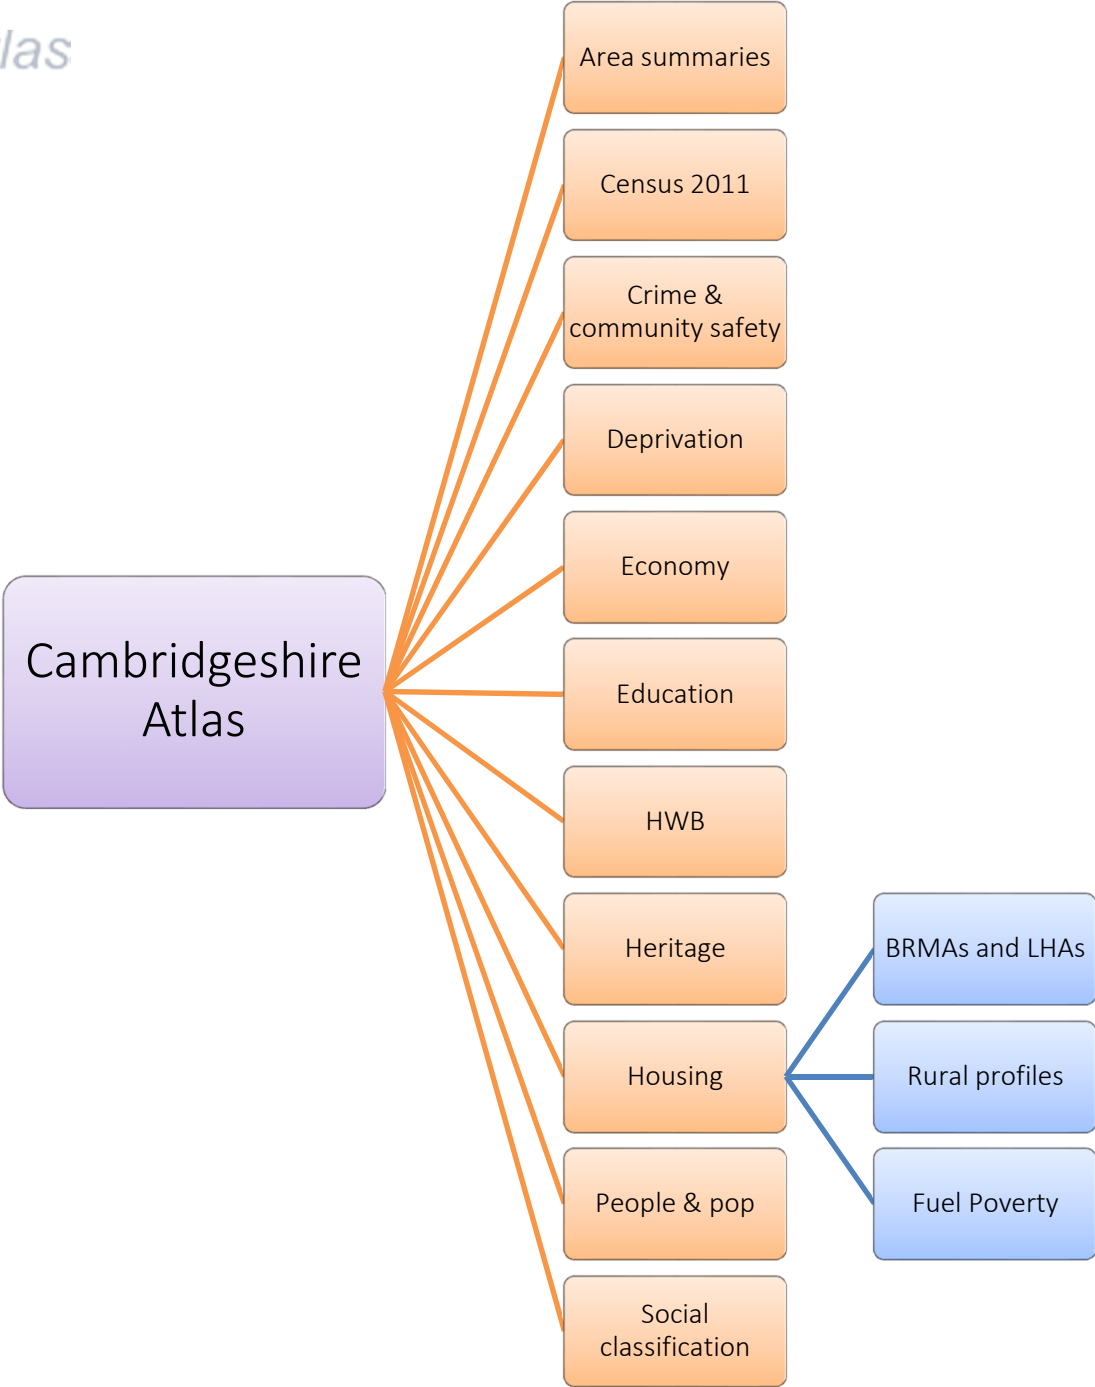 Area summaries
Census 2011
Crime &
community safety
Deprivation
Economy
Cambridgeshire
Atlas
Education
HWB
Heritage
BRMAs and LHAs
Housing
Rural profiles
People & pop
Fuel Poverty
Social
classification